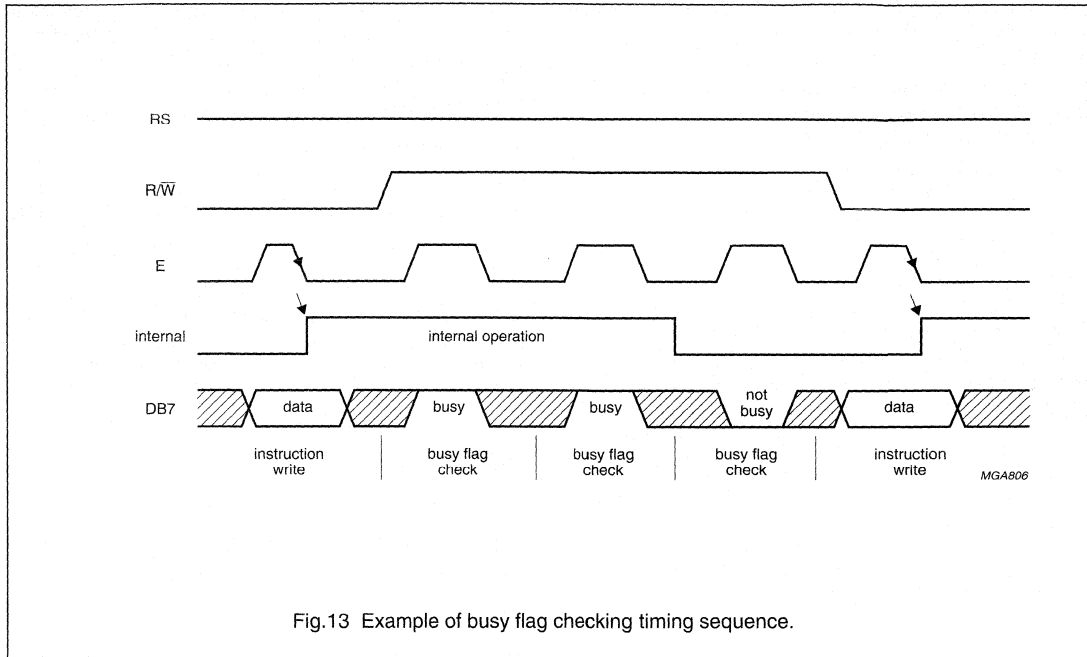 RS
R/W̅
E
internal
internal operation
DB7
data
busy
busy
not
busy
data
instruction
write
busy flag
check
busy flag
check
busy flag
check
instruction
write
MGA806
Fig.13 Example of busy flag checking timing sequence.